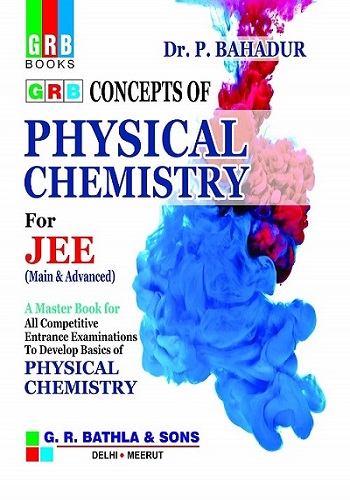 GRB
BOOKS
Dr. P. BAHADUR
GRB CONCEPTS OF
PHYSICAL
CHEMISTRY
For
JEE
(Main & Advanced)
A Master Book for
All Competitive
Entrance Examinations
To Develop Basics of
PHYSICAL
CHEMISTRY
G. R. BATHLA & SONS
DELHI • MEERUT